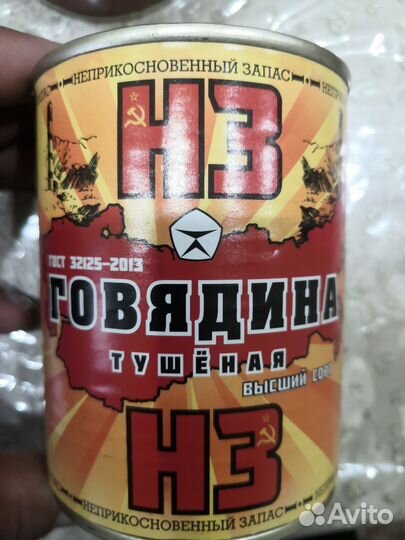 НЕПРИКОСНОВЕННЫЙ ЗАПАС
НЗ
ГОСТ 32125-2013
ГОВЯДИНА
ТУШЁНАЯ
ВЫСШИЙ СОРТ
НЗ
НЕПРИКОСНОВЕННЫЙ ЗАПАС
Avito